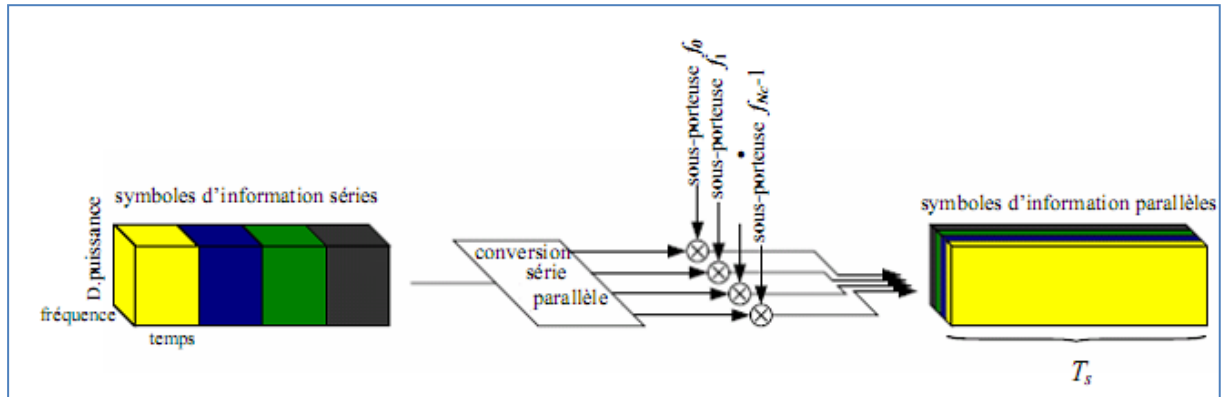 symboles d'information séries
D.puissance
fréquence
temps
conversion
série
parallèle
sous-porteuse f0
sous-porteuse f1
sous-porteuse fNc-1
symboles d'information parallèles
Ts